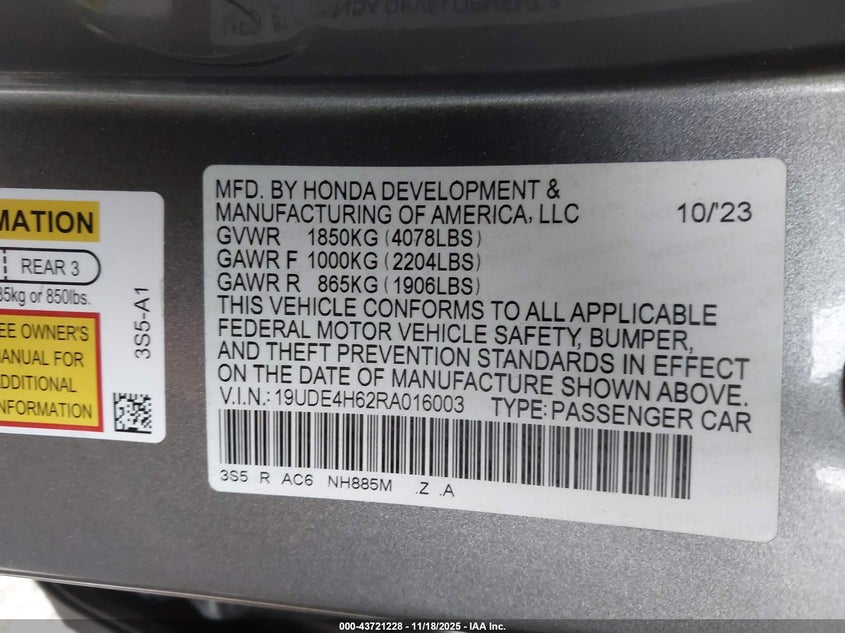 MATION
REAR 3
85kg or 850lbs.
EE OWNER'S
MANUAL FOR
ADDITIONAL
NFORMATION
3S5-A1
MFD. BY HONDA DEVELOPMENT &
MANUFACTURING OF AMERICA, LLC 10/'23
GVWR 1850KG (4078LBS)
GAWR F 1000KG (2204LBS)
GAWR R 865KG (1906LBS)
THIS VEHICLE CONFORMS TO ALL APPLICABLE
FEDERAL MOTOR VEHICLE SAFETY, BUMPER,
AND THEFT PREVENTION STANDARDS IN EFFECT
ON THE DATE OF MANUFACTURE SHOWN ABOVE.
V.I.N.: 19UDE4H62RA016003 TYPE: PASSENGER CAR
3S5 R AC6 NH885M .Z .A
000-43721228 - 11/18/2025 - IAA Inc.